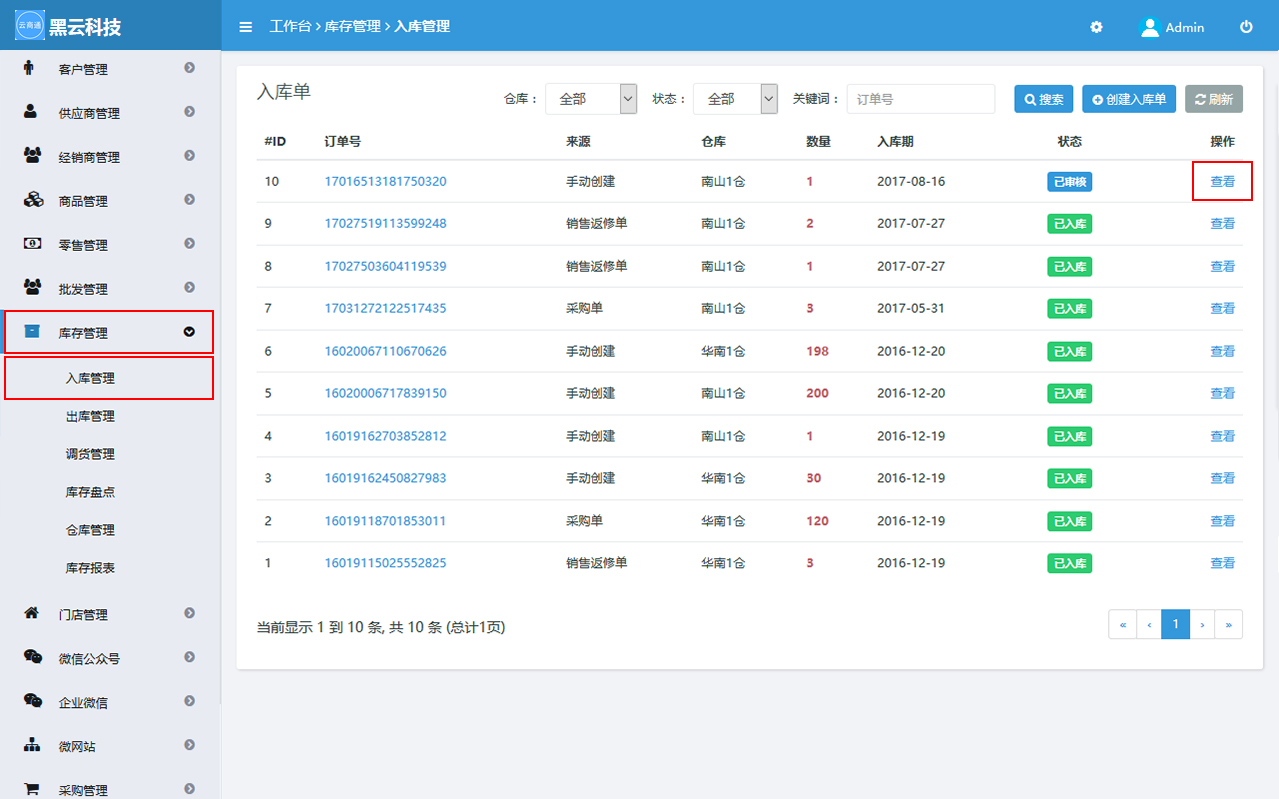 云商通 黑云科技
工作台 › 库存管理 › 入库管理
Admin
客户管理
供应商管理
经销商管理
商品管理
零售管理
批发管理
库存管理
入库管理
出库管理
调货管理
库存盘点
仓库管理
库存报表
门店管理
微信公众号
企业微信
微网站
采购管理
入库单
仓库： 全部 状态： 全部 关键词： 订单号 搜索 创建入库单 刷新
#ID 订单号 来源 仓库 数量 入库期 状态 操作
10 17016513181750320 手动创建 南山1仓 1 2017-08-16 已审核 查看
9 17027519113599248 销售返修单 南山1仓 2 2017-07-27 已入库 查看
8 17027503604119539 销售返修单 南山1仓 1 2017-07-27 已入库 查看
7 17031272122517435 采购单 南山1仓 3 2017-05-31 已入库 查看
6 16020067110670626 手动创建 华南1仓 198 2016-12-20 已入库 查看
5 16020006717839150 手动创建 南山1仓 200 2016-12-20 已入库 查看
4 16019162703852812 手动创建 南山1仓 1 2016-12-19 已入库 查看
3 16019162450827983 手动创建 华南1仓 30 2016-12-19 已入库 查看
2 16019118701853011 采购单 华南1仓 120 2016-12-19 已入库 查看
1 16019115025552825 销售返修单 华南1仓 3 2016-12-19 已入库 查看
当前显示 1 到 10 条, 共 10 条 (总计1页)
« ‹ 1 › »